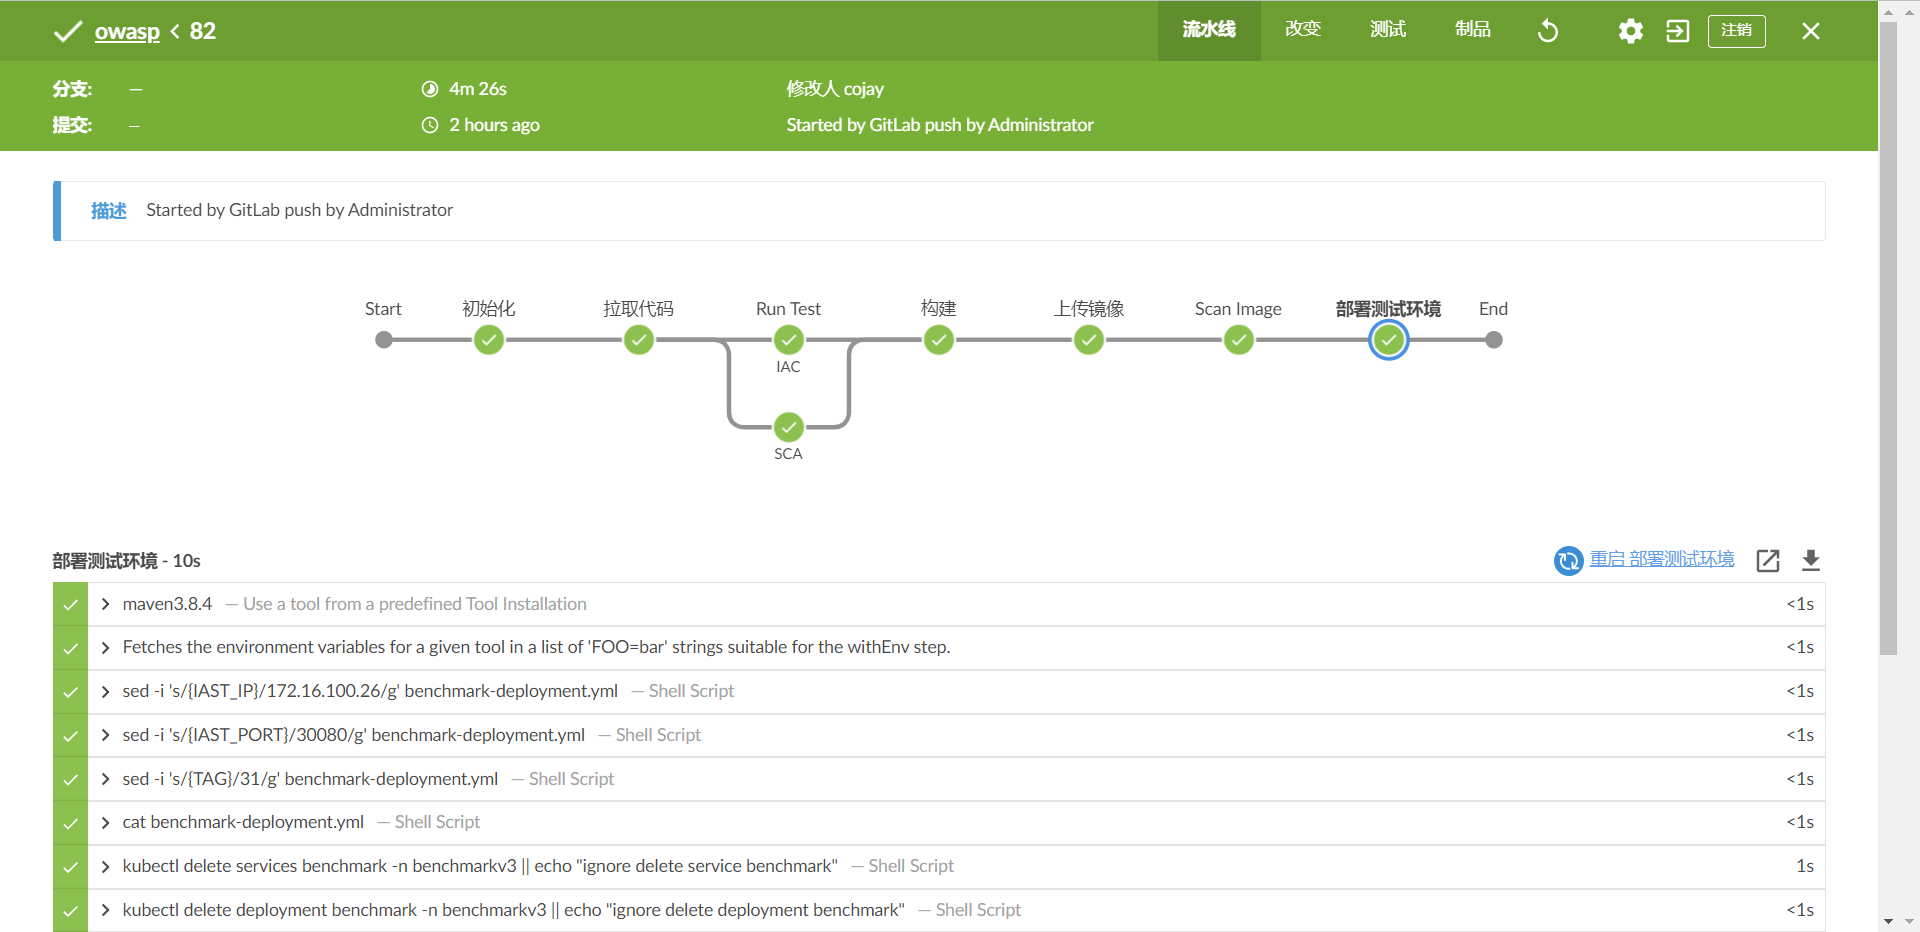 owasp < 82
流水线 改变 测试 制品 注销
分支: —
4m 26s
修改人 cojay
提交: —
2 hours ago
Started by GitLab push by Administrator
描述 Started by GitLab push by Administrator
Start 初始化 拉取代码 Run Test 构建 上传镜像 Scan Image 部署测试环境 End
IAC
SCA
部署测试环境 - 10s
重启 部署测试环境
maven3.8.4 — Use a tool from a predefined Tool Installation <1s
Fetches the environment variables for a given tool in a list of 'FOO=bar' strings suitable for the withEnv step. <1s
sed -i 's/{IAST_IP}/172.16.100.26/g' benchmark-deployment.yml — Shell Script <1s
sed -i 's/{IAST_PORT}/30080/g' benchmark-deployment.yml — Shell Script <1s
sed -i 's/{TAG}/31/g' benchmark-deployment.yml — Shell Script <1s
cat benchmark-deployment.yml — Shell Script <1s
kubectl delete services benchmark -n benchmarkv3 || echo "ignore delete service benchmark" — Shell Script 1s
kubectl delete deployment benchmark -n benchmarkv3 || echo "ignore delete deployment benchmark" — Shell Script <1s